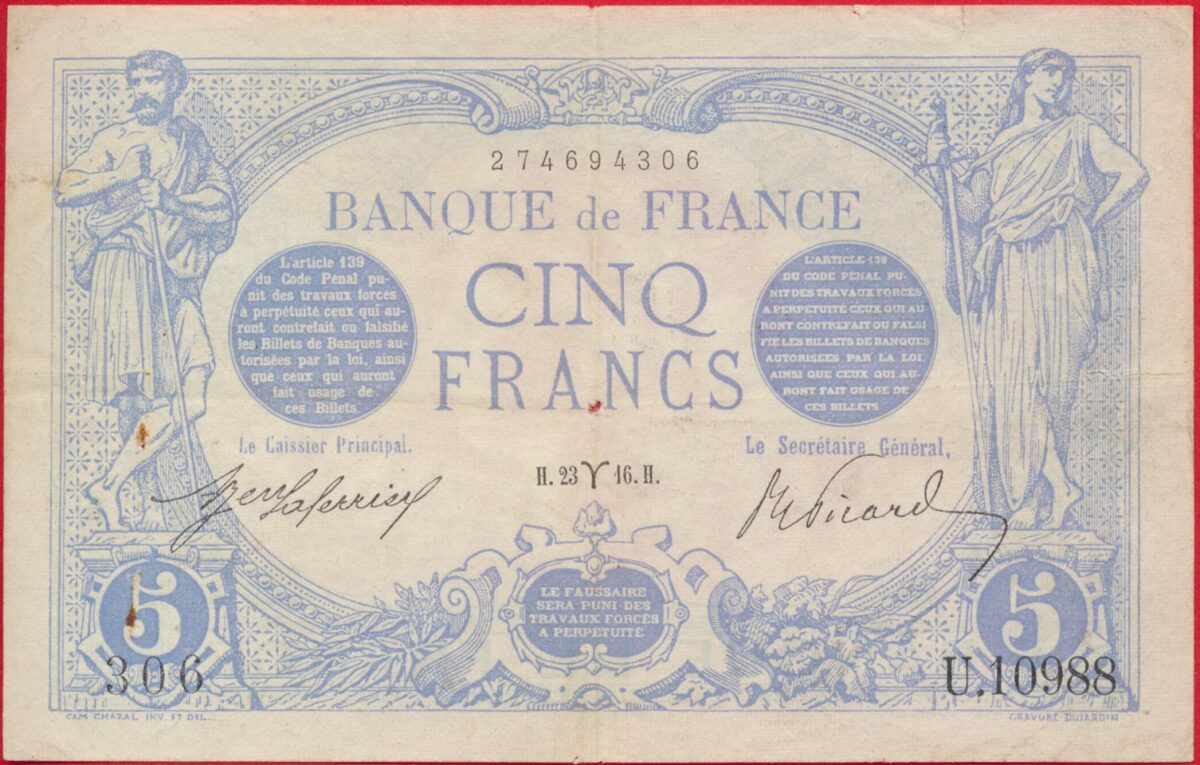 274694306
BANQUE de FRANCE
CINQ
FRANCS
L'article 139
du Code Pénal pu-
nit des travaux forcés
à perpétuité ceux qui au-
ront contrefait ou falsifié
les Billets de Banques au-
torisées par la loi, ainsi
que ceux qui auront
fait usage de
ces Billets.
L'ARTICLE 139
DU CODE PÉNAL PU-
NIT DES TRAVAUX FORCÉS
A PERPÉTUITÉ CEUX QUI AU
RONT CONTREFAIT OU FALSI
FIÉ LES BILLETS DE BANQUES
AUTORISÉES PAR LA LOI
AINSI QUE CEUX QUI AU-
RONT FAIT USAGE DE
CES BILLETS.
Le Caissier Principal.
Le Secrétaire Général,
H. 23 16. H.
Picard
LE FAUSSAIRE
SERA PUNI DES
TRAVAUX FORCÉS
A PERPÉTUITÉ
5
5
306
U.10988
CAM. CHAZAL INV. ET DEL.
GRAVURE DUJARDIN